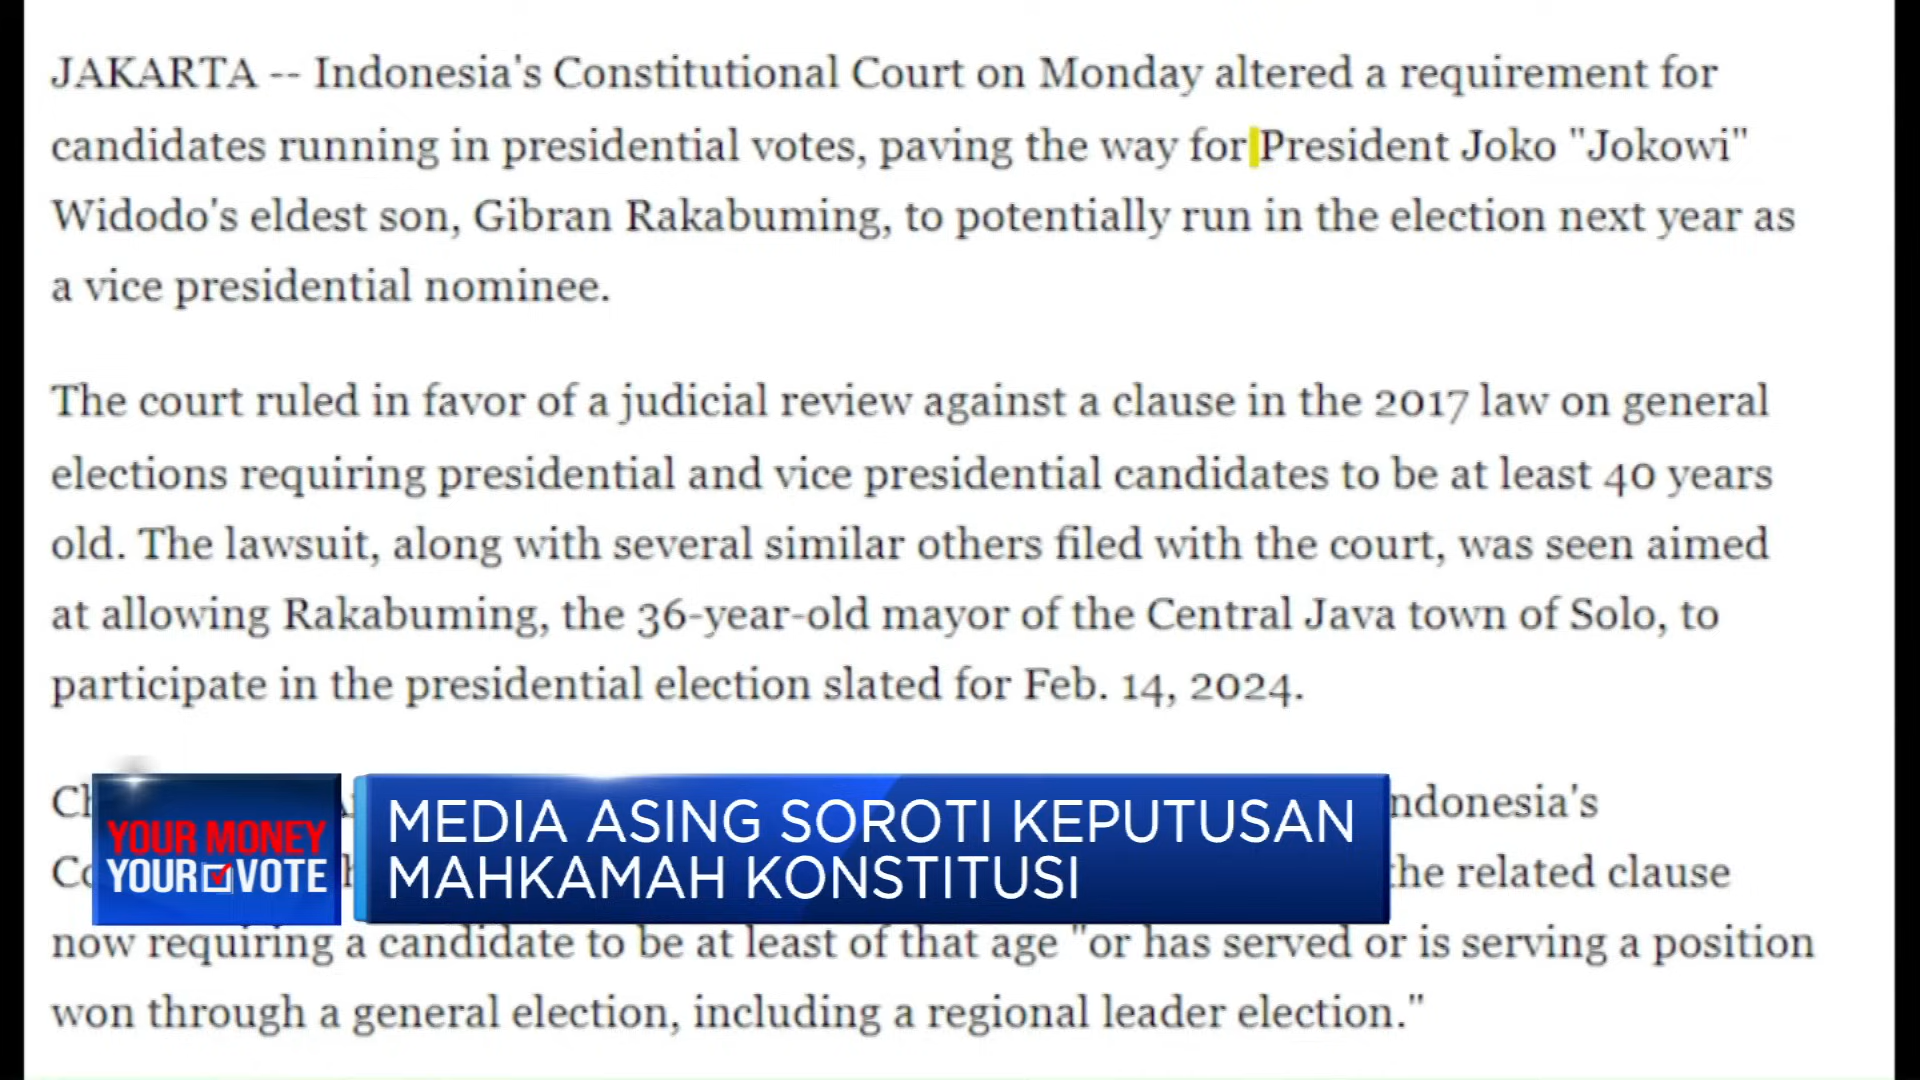 JAKARTA -- Indonesia's Constitutional Court on Monday altered a requirement for
candidates running in presidential votes, paving the way for President Joko "Jokowi"
Widodo's eldest son, Gibran Rakabuming, to potentially run in the election next year as
a vice presidential nominee.
The court ruled in favor of a judicial review against a clause in the 2017 law on general
elections requiring presidential and vice presidential candidates to be at least 40 years
old. The lawsuit, along with several similar others filed with the court, was seen aimed
at allowing Rakabuming, the 36-year-old mayor of the Central Java town of Solo, to
participate in the presidential election slated for Feb. 14, 2024.
ndonesia's
the related clause
now requiring a candidate to be at least of that age "or has served or is serving a position
won through a general election, including a regional leader election."
YOUR MONEY
YOUR VOTE
MEDIA ASING SOROTI KEPUTUSAN
MAHKAMAH KONSTITUSI